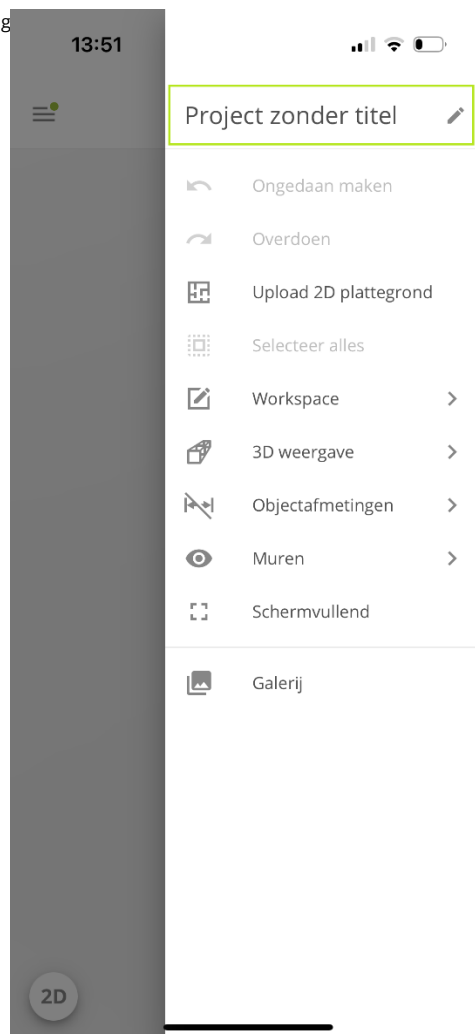 g
13:51
Project zonder titel
Ongedaan maken
Overdoen
Upload 2D plattegrond
Selecteer alles
Workspace
3D weergave
Objectafmetingen
Muren
Schermvullend
Galerij
2D